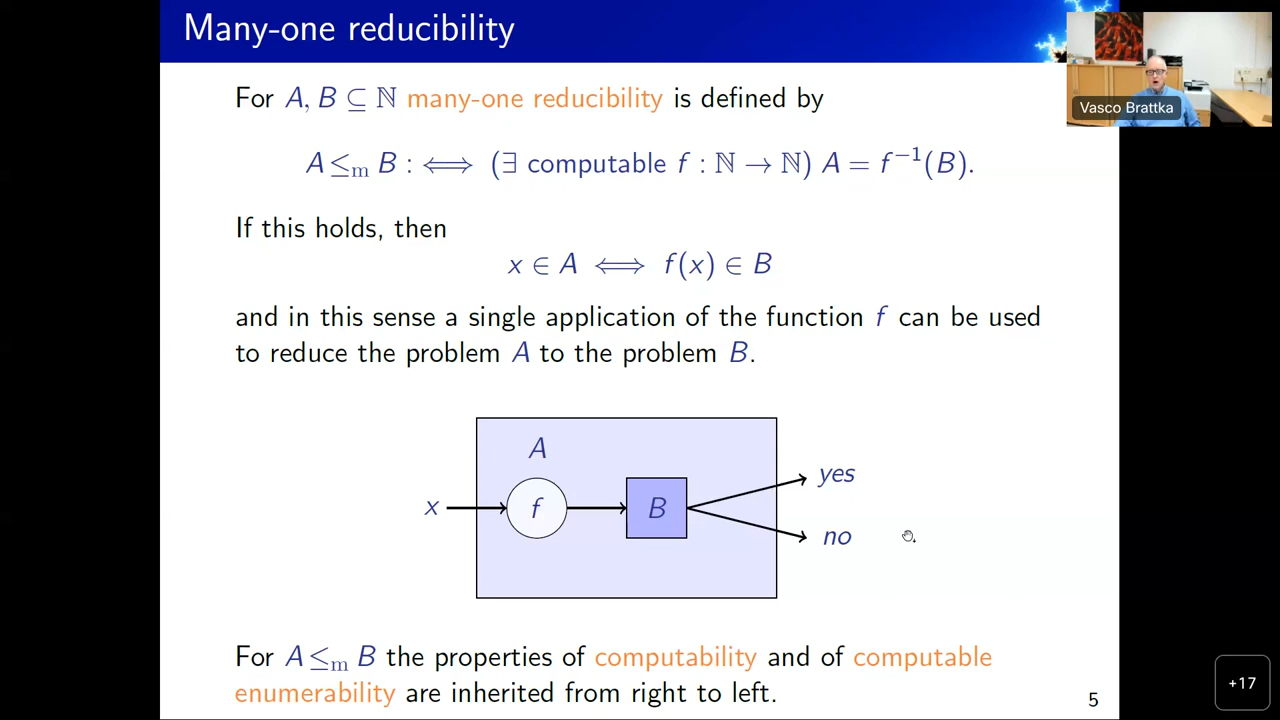 Many-one reducibility
Vasco Brattka
For A, B ⊆ ℕ many-one reducibility is defined by
A ≤ₘ B : ⟺ (∃ computable f : ℕ → ℕ) A = f⁻¹(B).
If this holds, then
x ∈ A ⟺ f(x) ∈ B
and in this sense a single application of the function f can be used
to reduce the problem A to the problem B.
A
yes
x
f
B
no
For A ≤ₘ B the properties of computability and of computable
enumerability are inherited from right to left.
5
+17